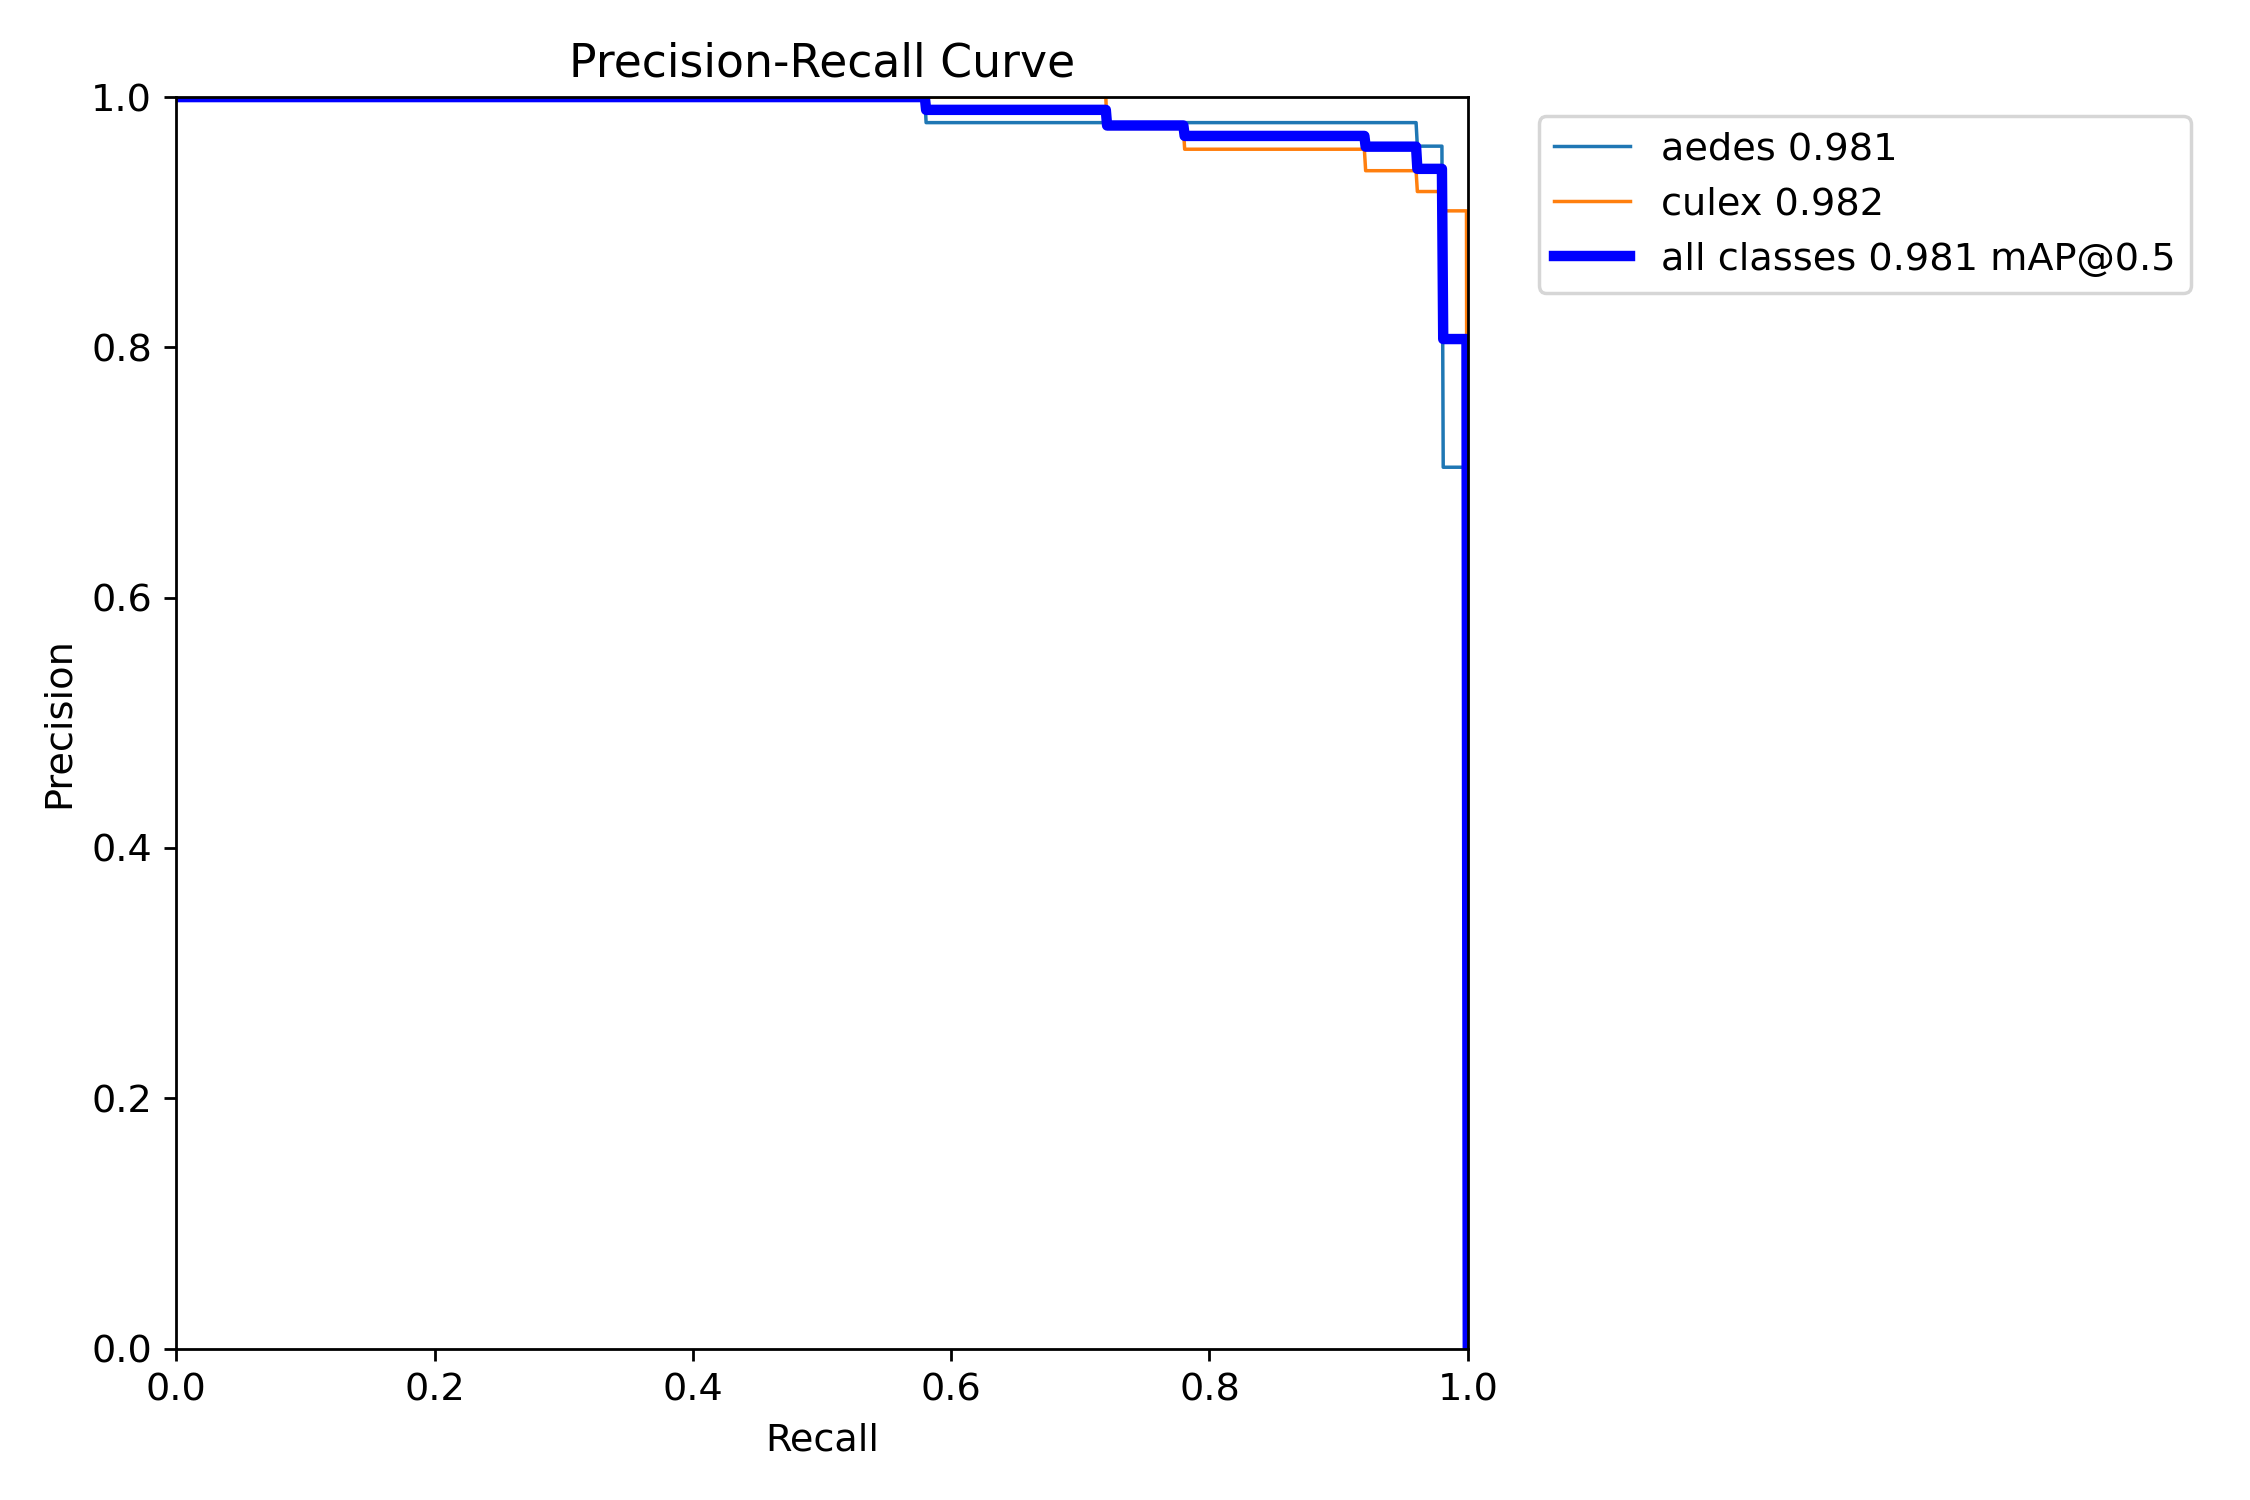 Precision-Recall Curve
1.0
0.8
0.6
0.4
0.2
0.0
Precision
0.0 0.2 0.4 0.6 0.8 1.0
Recall
aedes 0.981
culex 0.982
all classes 0.981 mAP@0.5